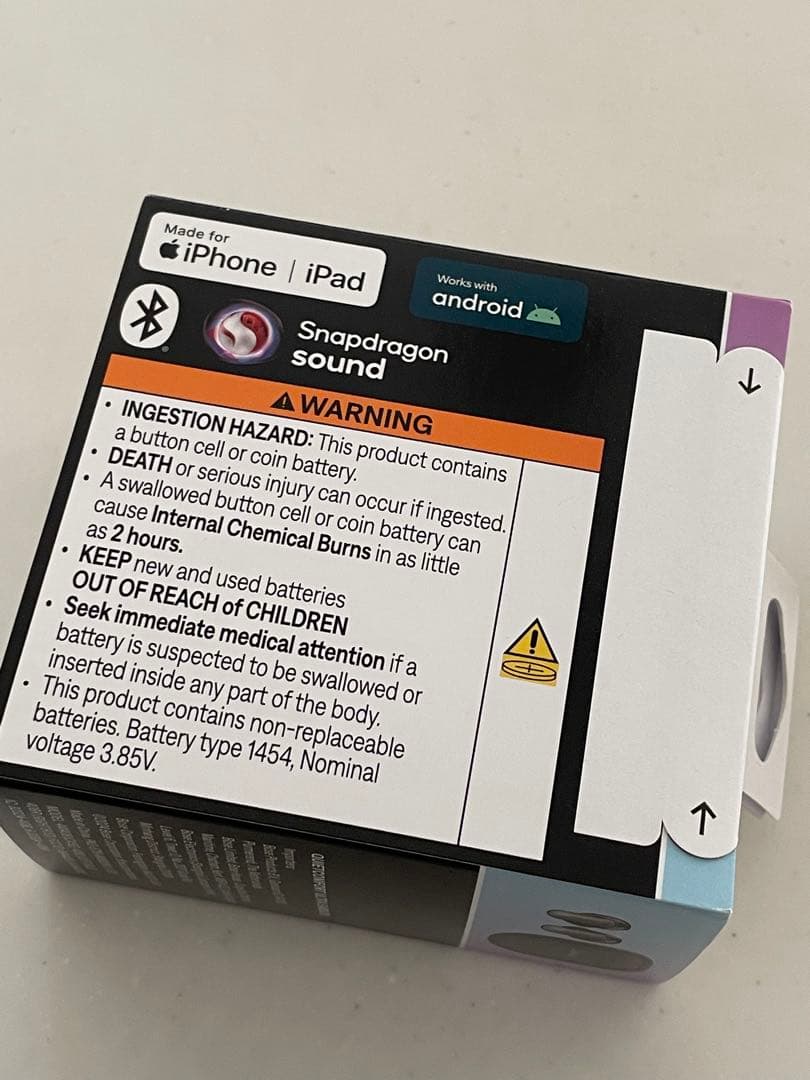 Made for
iPhone | iPad
Works with
android
Snapdragon
sound
WARNING
• INGESTION HAZARD: This product contains
a button cell or coin battery.
• DEATH or serious injury can occur if ingested.
• A swallowed button cell or coin battery can
cause Internal Chemical Burns in as little
as 2 hours.
• KEEP new and used batteries
OUT OF REACH of CHILDREN
• Seek immediate medical attention if a
battery is suspected to be swallowed or
inserted inside any part of the body.
• This product contains non-replaceable
batteries. Battery type 1454, Nominal
voltage 3.85V.